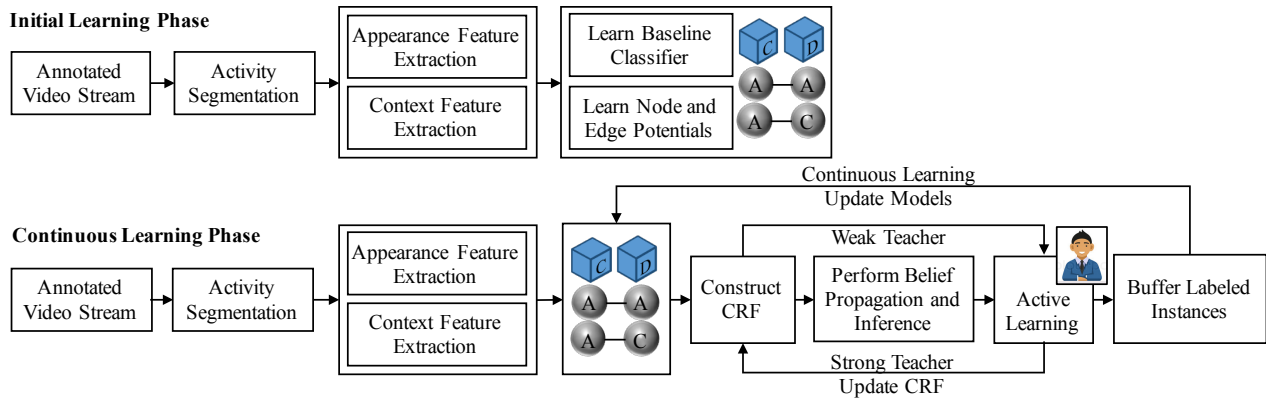 Initial Learning Phase
Annotated
Video Stream
Activity
Segmentation
Appearance Feature
Extraction
Context Feature
Extraction
Learn Baseline
Classifier
Learn Node and
Edge Potentials
C D
A A
A C
Continuous Learning Phase
Annotated
Video Stream
Activity
Segmentation
Appearance Feature
Extraction
Context Feature
Extraction
C D
A A
A C
Continuous Learning
Update Models
Weak Teacher
Construct
CRF
Perform Belief
Propagation and
Inference
Active
Learning
Buffer Labeled
Instances
Strong Teacher
Update CRF